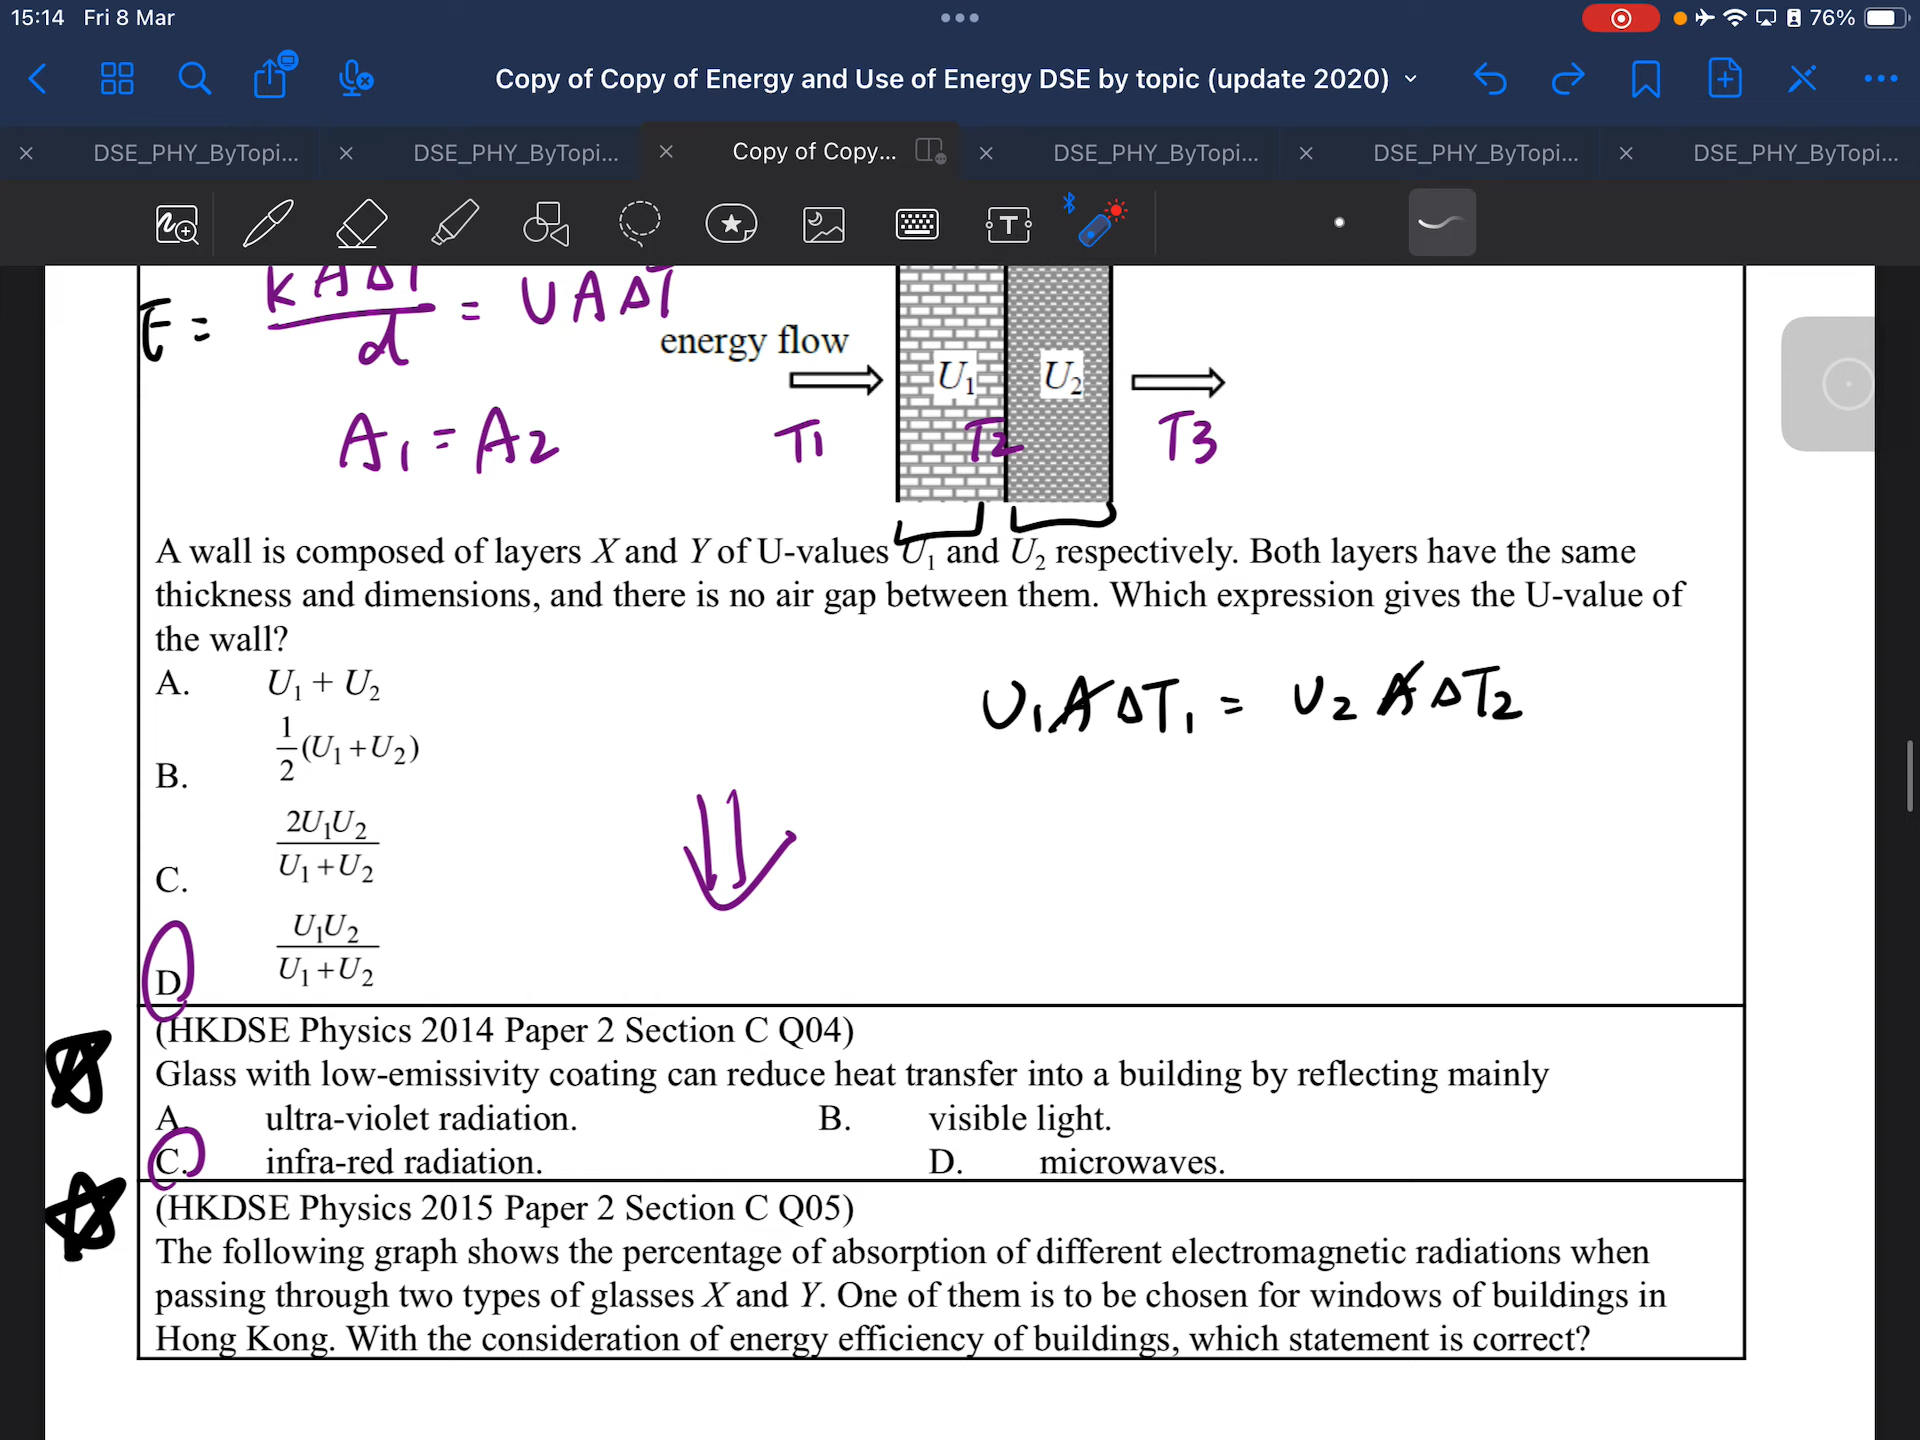 15:14 Fri 8 Mar
76%
Copy of Copy of Energy and Use of Energy DSE by topic (update 2020)
DSE_PHY_ByTopi... DSE_PHY_ByTopi... Copy of Copy... DSE_PHY_ByTopi... DSE_PHY_ByTopi... DSE_PHY_ByTopi...
E = kAΔT/d = UAΔT
energy flow
U₁ U₂
A₁ = A₂
T1 T2 T3
A wall is composed of layers X and Y of U-values U₁ and U₂ respectively. Both layers have the same
thickness and dimensions, and there is no air gap between them. Which expression gives the U-value of
the wall?
A. U₁ + U₂
U₁AΔT₁ = U₂AΔT₂
B. 1/2 (U₁+U₂)
C. 2U₁U₂/(U₁+U₂)
D. U₁U₂/(U₁+U₂)
(HKDSE Physics 2014 Paper 2 Section C Q04)
Glass with low-emissivity coating can reduce heat transfer into a building by reflecting mainly
A. ultra-violet radiation. B. visible light.
C. infra-red radiation. D. microwaves.
(HKDSE Physics 2015 Paper 2 Section C Q05)
The following graph shows the percentage of absorption of different electromagnetic radiations when
passing through two types of glasses X and Y. One of them is to be chosen for windows of buildings in
Hong Kong. With the consideration of energy efficiency of buildings, which statement is correct?